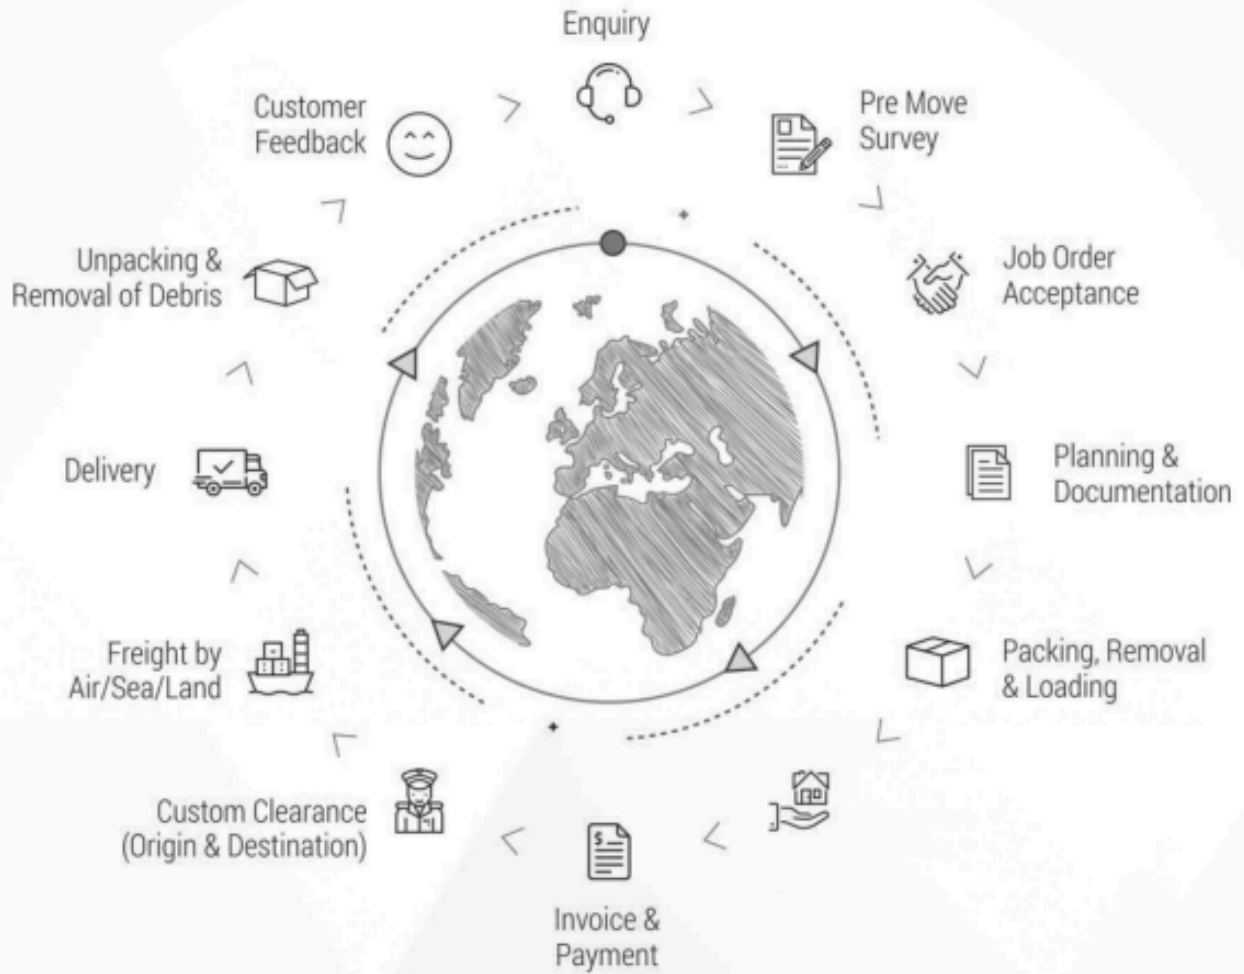 Enquiry
Pre Move
Survey
Job Order
Acceptance
Planning &
Documentation
Packing, Removal
& Loading
$
Invoice &
Payment
Custom Clearance
(Origin & Destination)
Freight by
Air/Sea/Land
Delivery
Unpacking &
Removal of Debris
Customer
Feedback